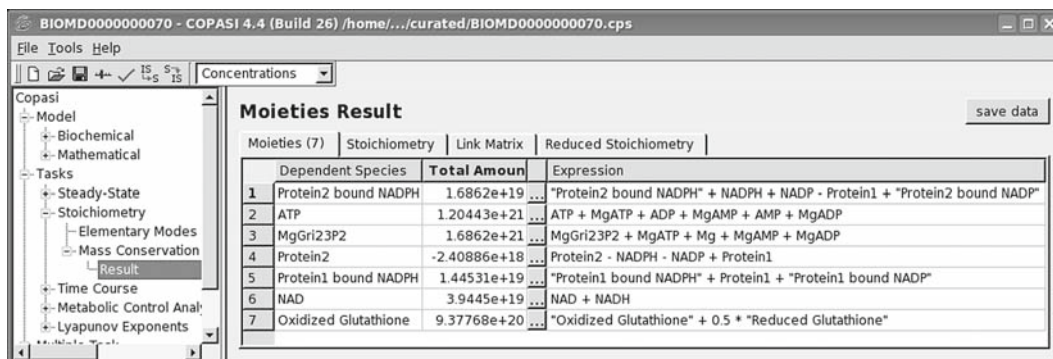 BIOMD0000000070 - COPASI 4.4 (Build 26) /home/.../curated/BIOMD0000000070.cps
File Tools Help
IS S S IS Concentrations
Copasi
Model
Biochemical
Mathematical
Tasks
Steady-State
Stoichiometry
Elementary Modes
Mass Conservation
Result
Time Course
Metabolic Control Anal
Lyapunov Exponents
Moieties Result
save data
Moieties (7) Stoichiometry Link Matrix Reduced Stoichiometry
Dependent Species Total Amoun Expression
1 Protein2 bound NADPH 1.6862e+19 ... "Protein2 bound NADPH" + NADPH + NADP - Protein1 + "Protein2 bound NADP"
2 ATP 1.20443e+21 ... ATP + MgATP + ADP + MgAMP + AMP + MgADP
3 MgGri23P2 1.6862e+21 ... MgGri23P2 + MgATP + Mg + MgAMP + MgADP
4 Protein2 -2.40886e+18 ... Protein2 - NADPH - NADP + Protein1
5 Protein1 bound NADPH 1.44531e+19 ... "Protein1 bound NADPH" + Protein1 + "Protein1 bound NADP"
6 NAD 3.9445e+19 ... NAD + NADH
7 Oxidized Glutathione 9.37768e+20 ... "Oxidized Glutathione" + 0.5 * "Reduced Glutathione"